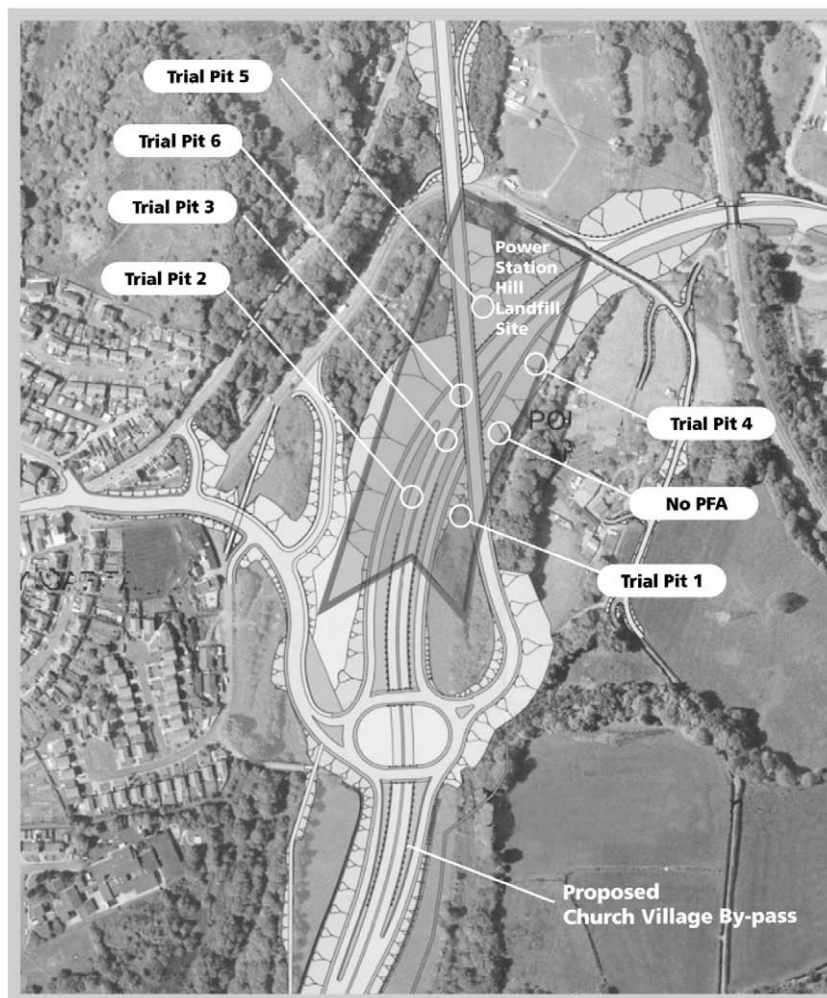 Trial Pit 5
Trial Pit 6
Trial Pit 3
Trial Pit 2
Power
Station
Hill
Landfill
Site
Trial Pit 4
No PFA
Trial Pit 1
Proposed
Church Village By-pass